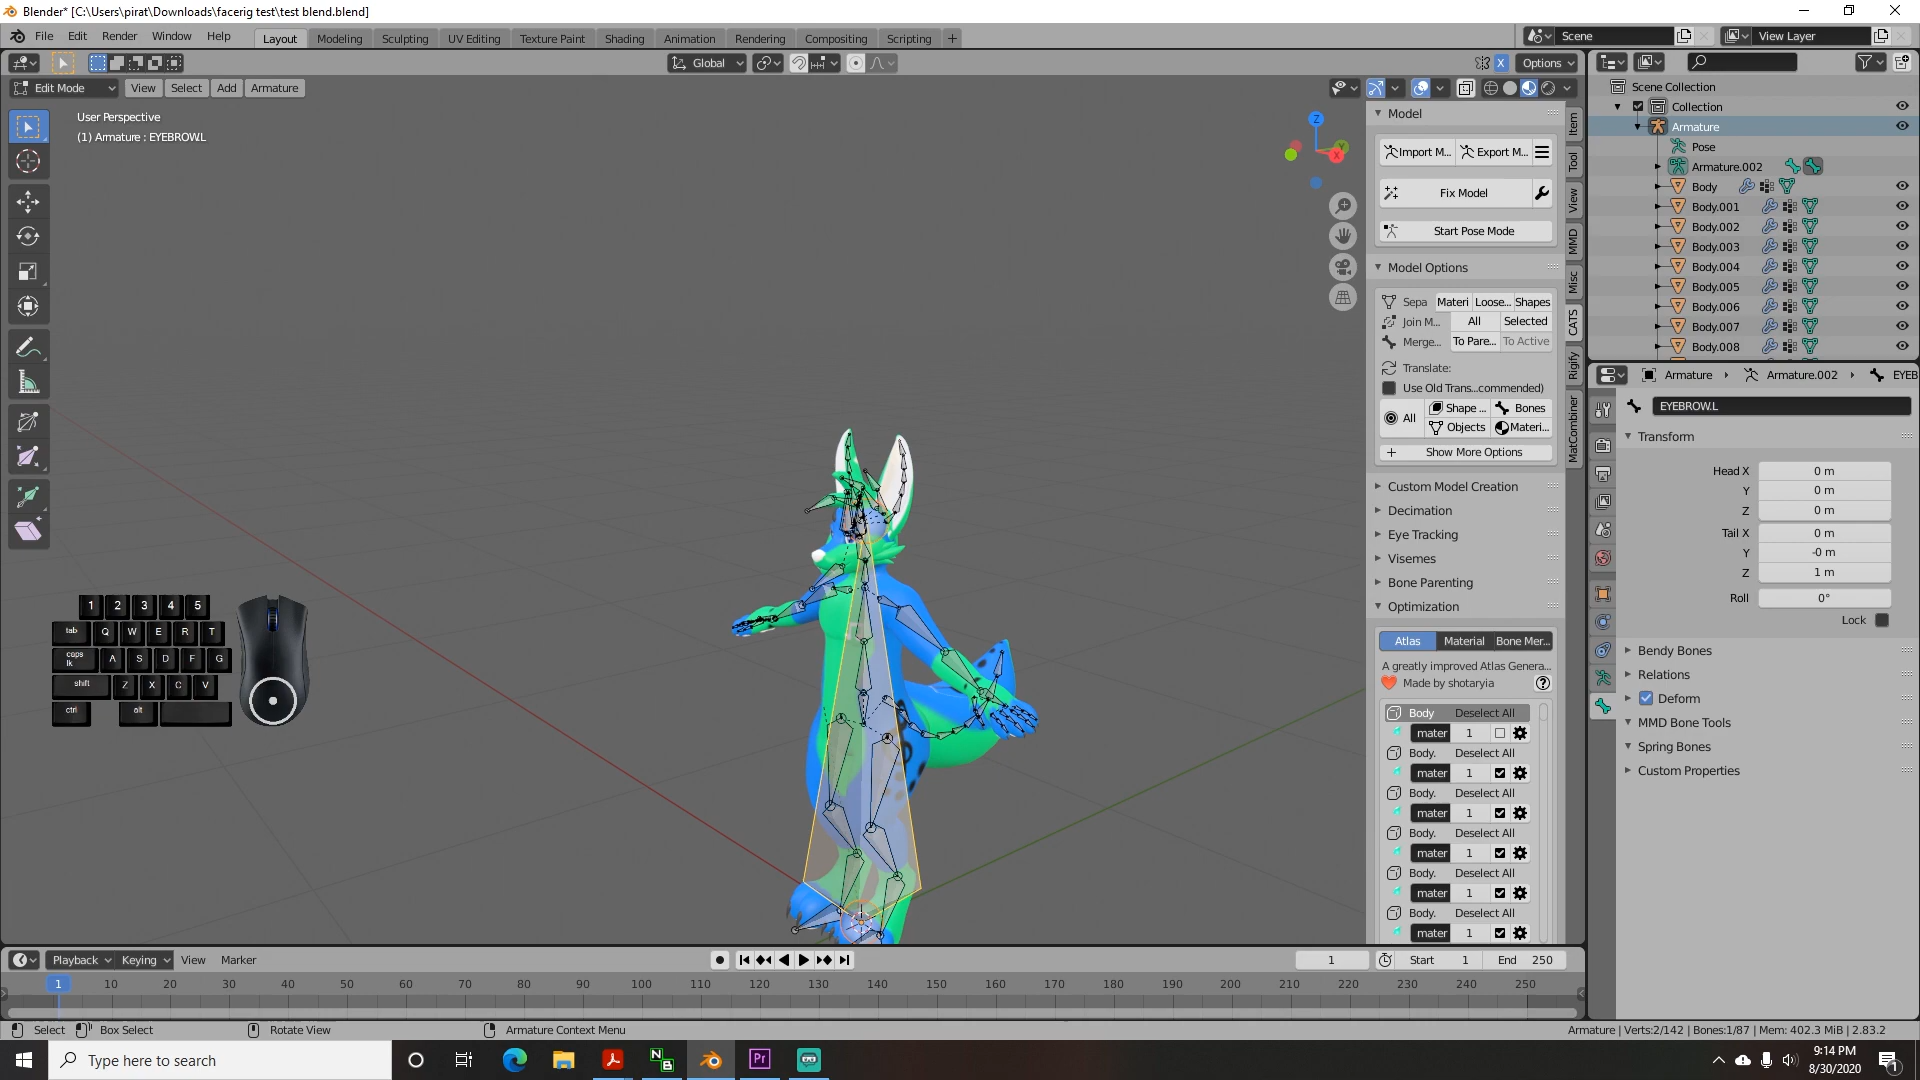 Blender* [C:\Users\pirat\Downloads\facerig test\test blend.blend]
File Edit Render Window Help Layout Modeling Sculpting UV Editing Texture Paint Shading Animation Rendering Compositing Scripting + Scene View Layer
Global Options
Edit Mode View Select Add Armature
User Perspective
(1) Armature : EYEBROW.L
Z
Y
X
Model
Import M... Export M...
Fix Model
Start Pose Mode
Model Options
Sepa Materi Loose... Shapes
Join M... All Selected
Merge... To Pare... To Active
Translate:
Use Old Trans...commended)
All Shape ... Bones
Objects Materi...
Show More Options
Custom Model Creation
Decimation
Eye Tracking
Visemes
Bone Parenting
Optimization
Atlas Material Bone Mer...
A greatly improved Atlas Genera...
Made by shotaryia
Body Deselect All
mater 1
Body. Deselect All
mater 1
Body. Deselect All
mater 1
Body. Deselect All
mater 1
Body. Deselect All
mater 1
Body. Deselect All
mater 1
Item
Tool
View
MMD
Misc
CATS
Rigify
MatCombiner
Scene Collection
Collection
Armature
Pose
Armature.002
Body
Body.001
Body.002
Body.003
Body.004
Body.005
Body.006
Body.007
Body.008
Armature Armature.002 EYEB
EYEBROW.L
Transform
Head X 0 m
Y 0 m
Z 0 m
Tail X 0 m
Y -0 m
Z 1 m
Roll 0°
Lock
Bendy Bones
Relations
Deform
MMD Bone Tools
Spring Bones
Custom Properties
1 2 3 4 5
tab Q W E R T
caps lk A S D F G
shift Z X C V
ctrl alt
Playback Keying View Marker 1 Start 1 End 250
1 10 20 30 40 50 60 70 80 90 100 110 120 130 140 150 160 170 180 190 200 210 220 230 240 250
Select Box Select Rotate View Armature Context Menu Armature | Verts:2/142 | Bones:1/87 | Mem: 402.3 MiB | 2.83.2
Type here to search
N
B
Pr
9:14 PM
8/30/2020
1